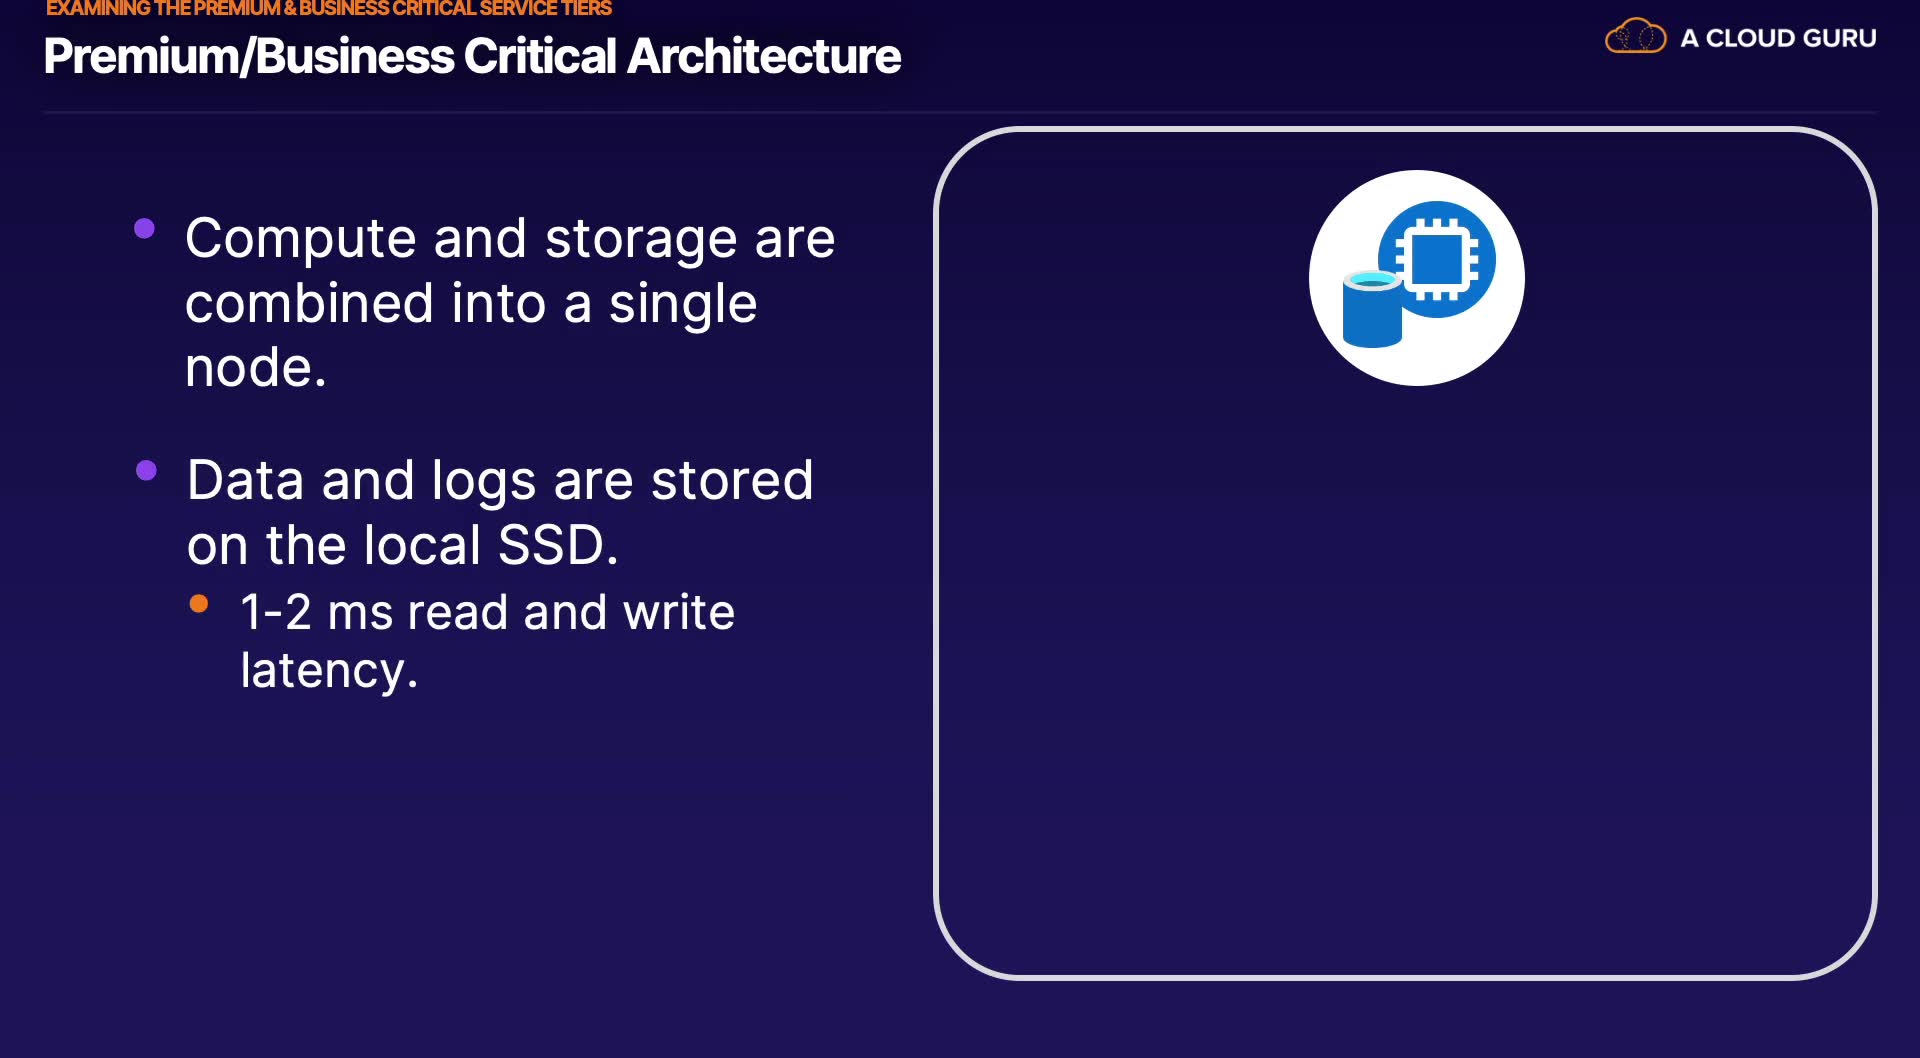 EXAMINING THE PREMIUM & BUSINESS CRITICAL SERVICE TIERS
Premium/Business Critical Architecture
A CLOUD GURU
Compute and storage are
combined into a single
node.
Data and logs are stored
on the local SSD.
1-2 ms read and write
latency.